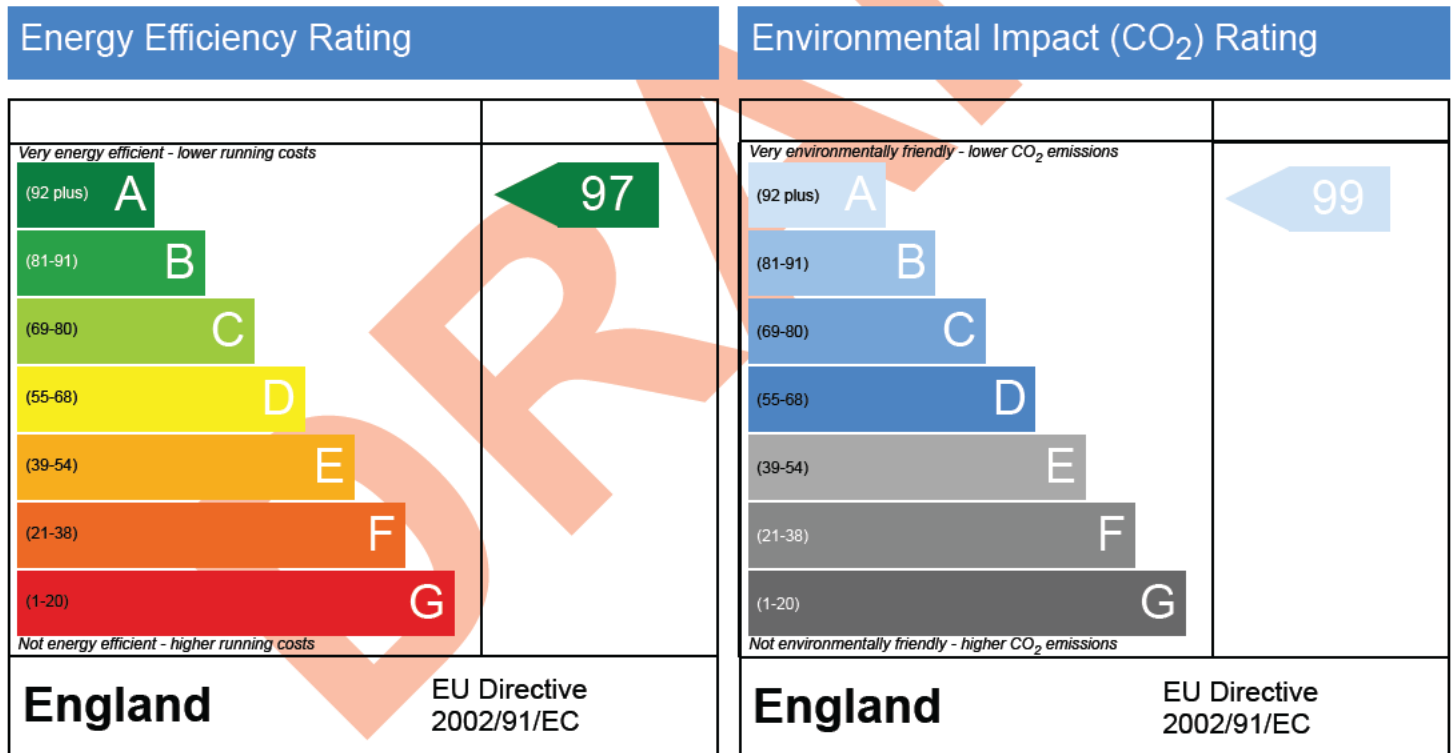 Energy Efficiency Rating
Very energy efficient - lower running costs
(92 plus) A
97
(81-91) B
(69-80) C
(55-68) D
(39-54) E
(21-38) F
(1-20) G
Not energy efficient - higher running costs
England
EU Directive
2002/91/EC
Environmental Impact (CO₂) Rating
Very environmentally friendly - lower CO₂ emissions
(92 plus) A
99
(81-91) B
(69-80) C
(55-68) D
(39-54) E
(21-38) F
(1-20) G
Not environmentally friendly - higher CO₂ emissions
England
EU Directive
2002/91/EC